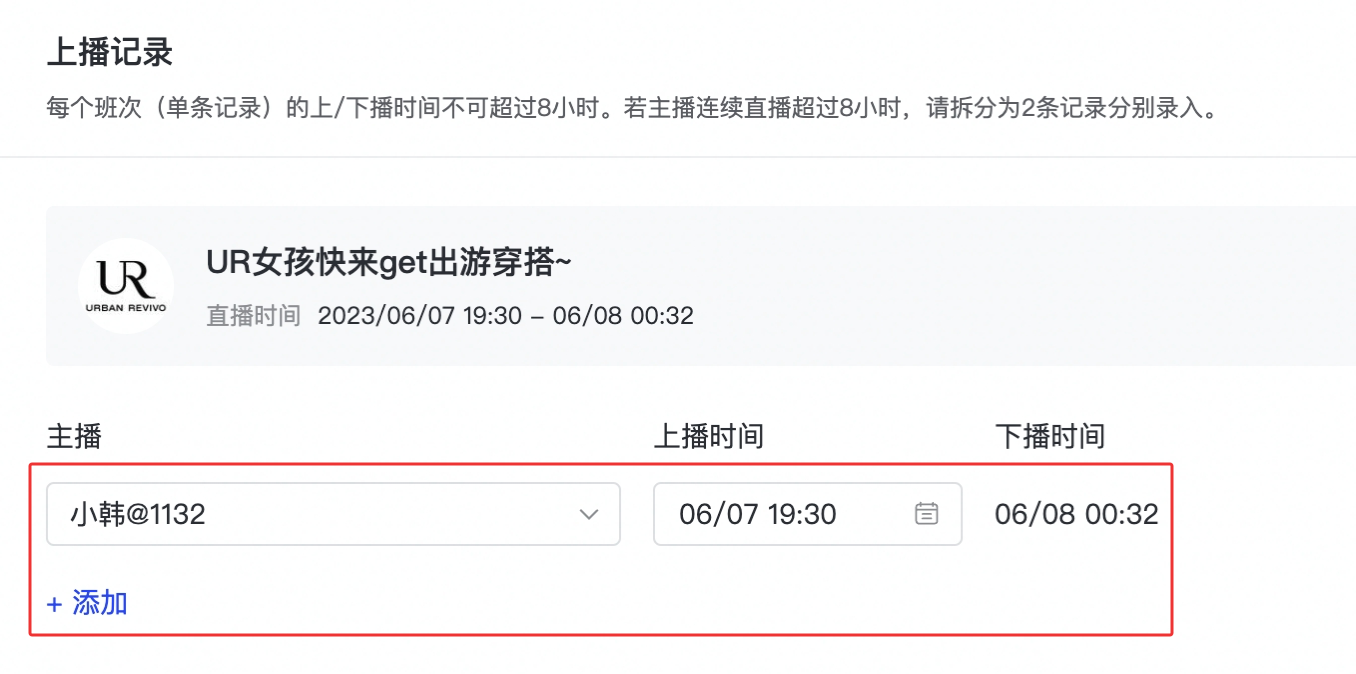 上播记录
每个班次（单条记录）的上/下播时间不可超过8小时。若主播连续直播超过8小时，请拆分为2条记录分别录入。
UR
URBAN REVIVO
UR女孩快来get出游穿搭~
直播时间 2023/06/07 19:30 – 06/08 00:32
主播 上播时间 下播时间
小韩@1132 06/07 19:30 06/08 00:32
+ 添加